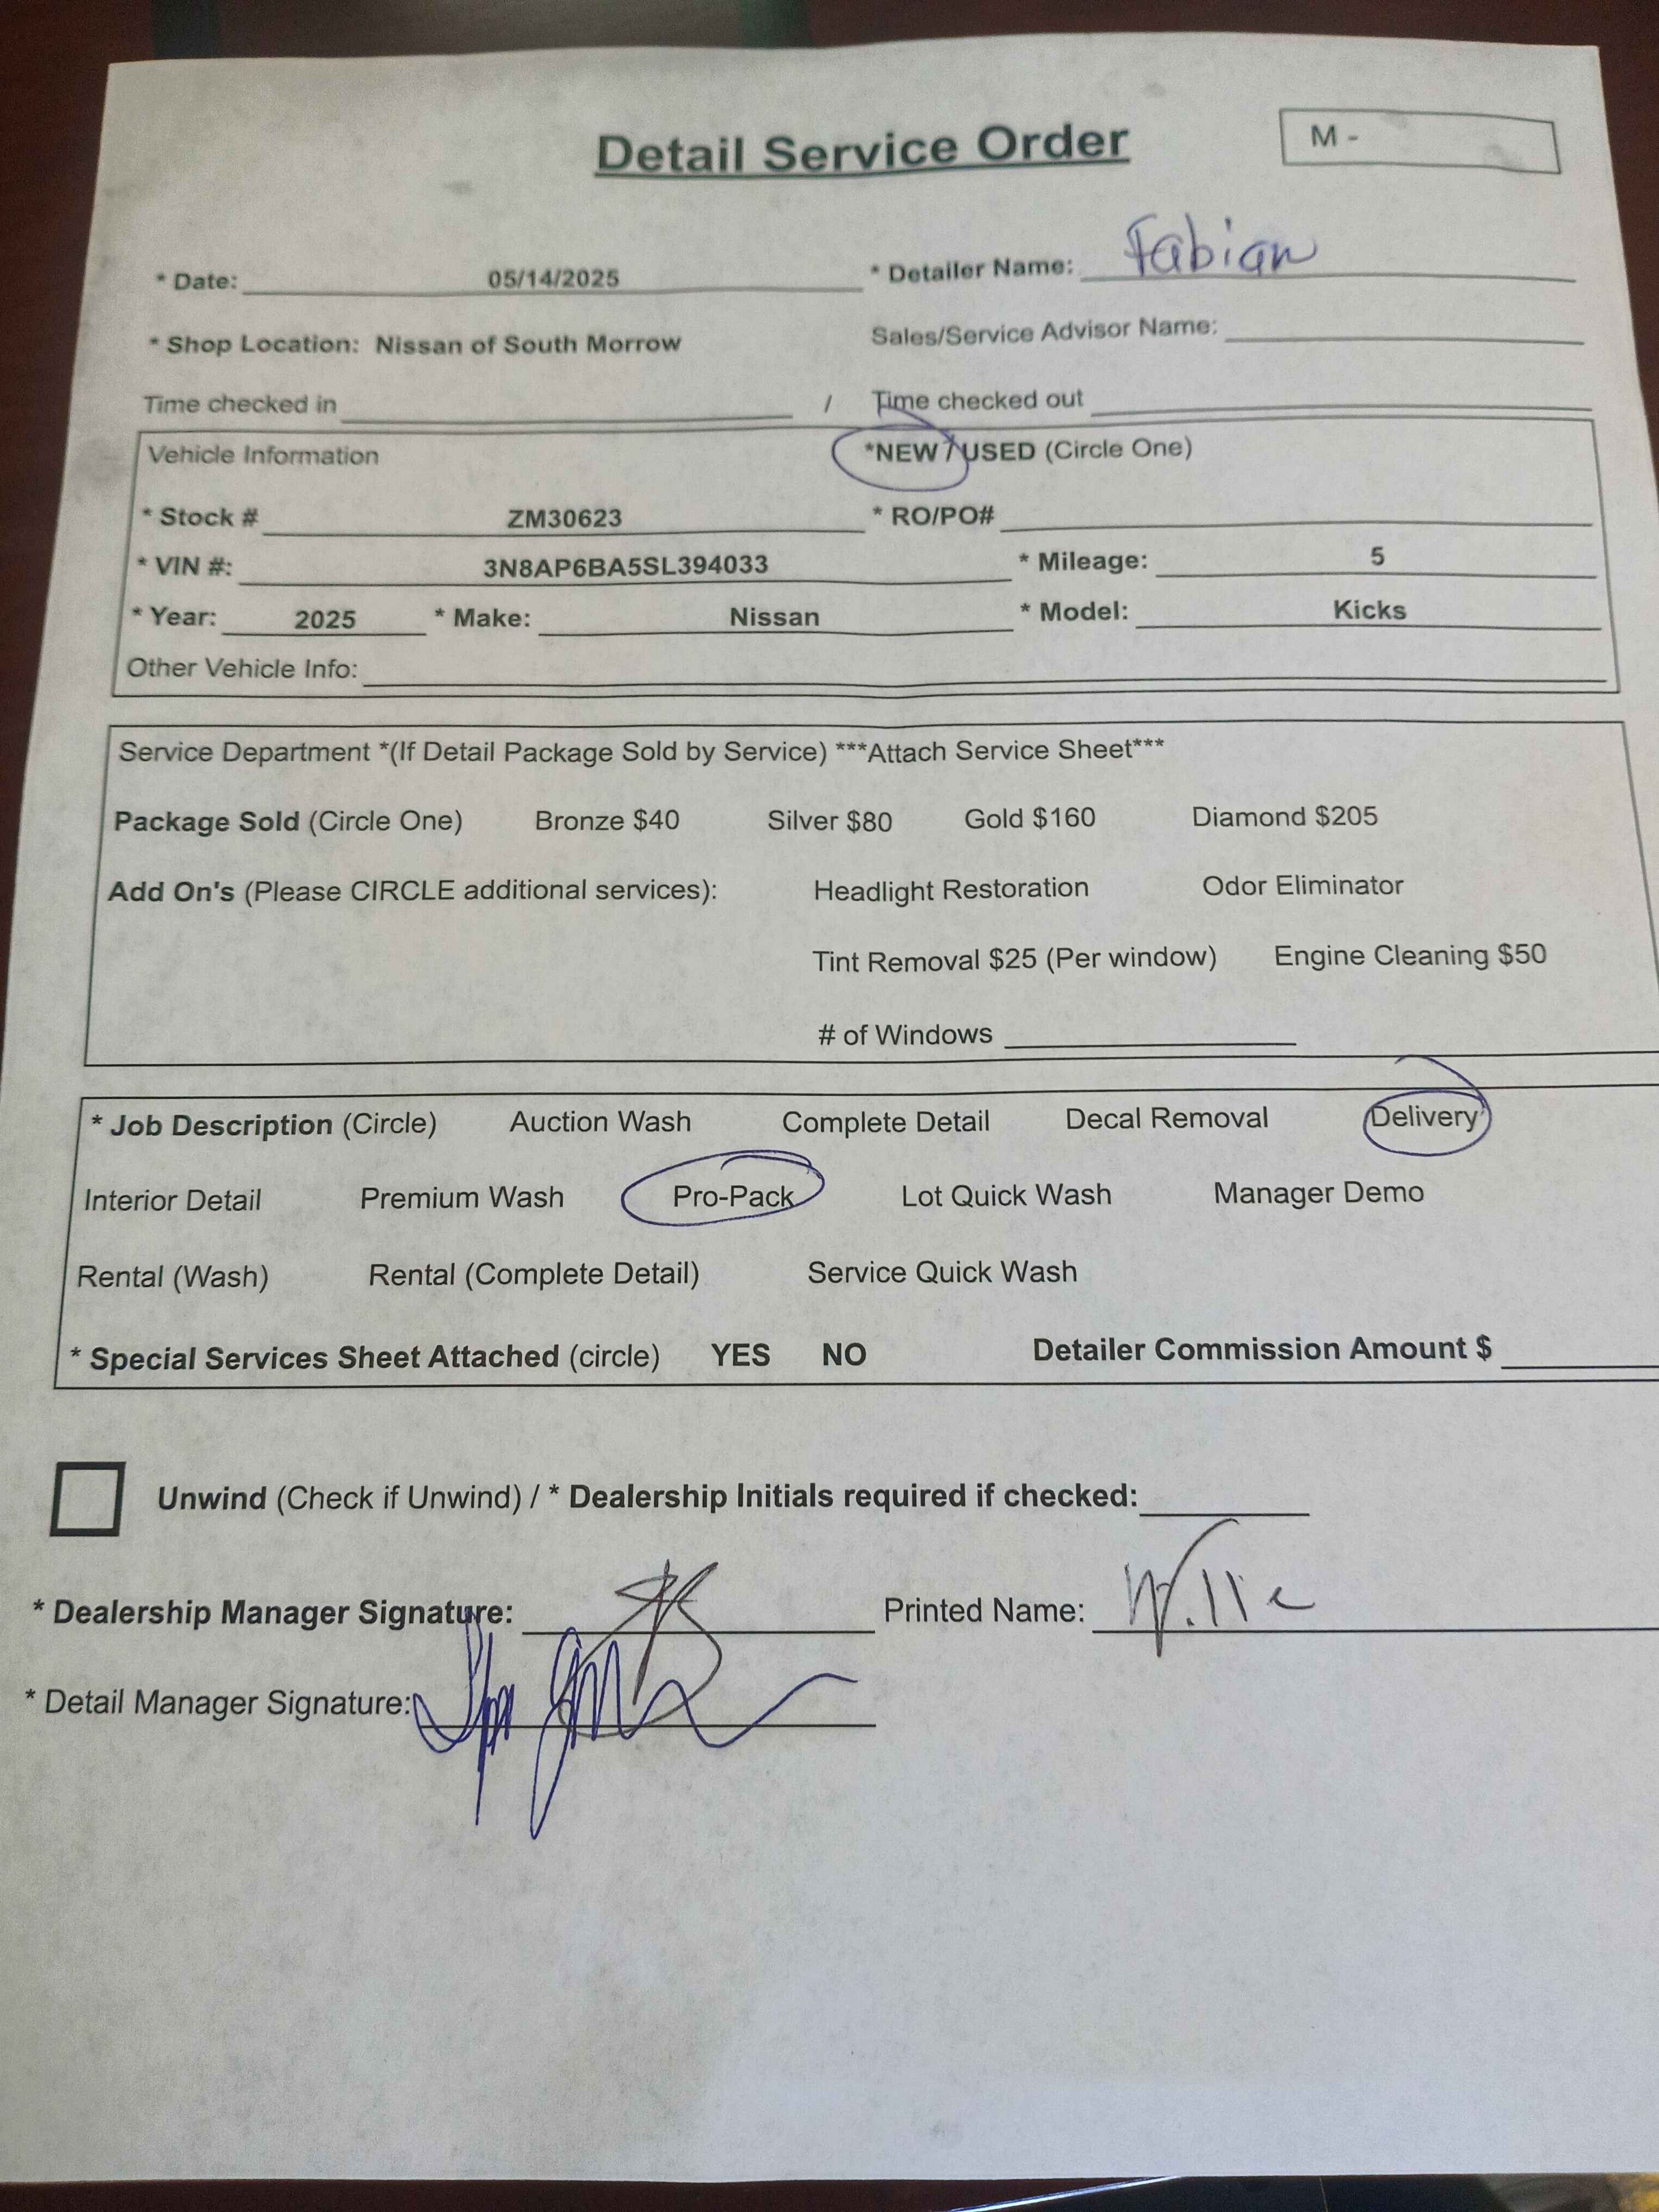 Detail Service Order
M -
* Date: 05/14/2025 * Detailer Name: Fabian
* Shop Location: Nissan of South Morrow Sales/Service Advisor Name:
Time checked in / Time checked out
Vehicle Information *NEW / USED (Circle One)
* Stock # ZM30623 * RO/PO#
* VIN #: 3N8AP6BA5SL394033 * Mileage: 5
* Year: 2025 * Make: Nissan * Model: Kicks
Other Vehicle Info:
Service Department *(If Detail Package Sold by Service) ***Attach Service Sheet***
Package Sold (Circle One) Bronze $40 Silver $80 Gold $160 Diamond $205
Add On's (Please CIRCLE additional services): Headlight Restoration Odor Eliminator
Tint Removal $25 (Per window) Engine Cleaning $50
# of Windows
* Job Description (Circle) Auction Wash Complete Detail Decal Removal Delivery
Interior Detail Premium Wash Pro-Pack Lot Quick Wash Manager Demo
Rental (Wash) Rental (Complete Detail) Service Quick Wash
* Special Services Sheet Attached (circle) YES NO Detailer Commission Amount $
Unwind (Check if Unwind) / * Dealership Initials required if checked:
* Dealership Manager Signature: Printed Name: Willie
* Detail Manager Signature: